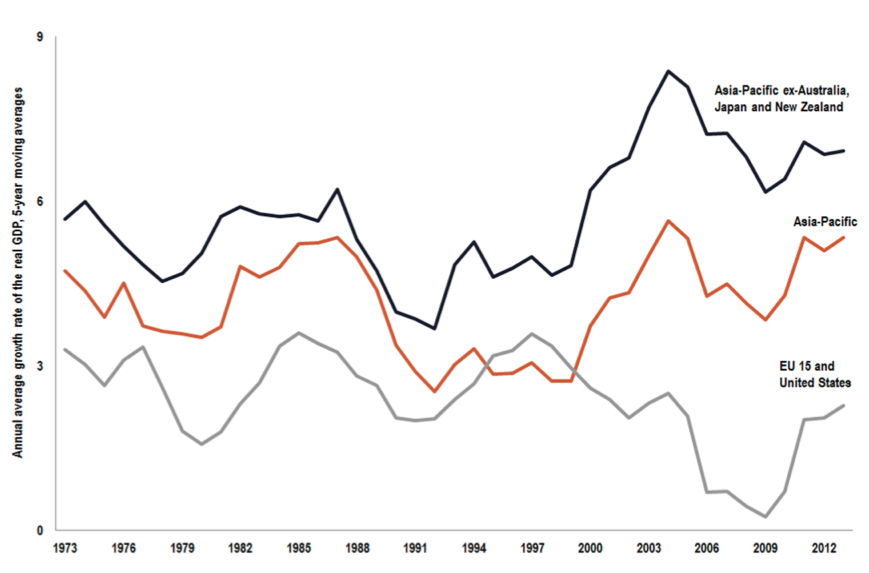 Annual average growth rate of the real GDP, 5-year moving averages
9
6
3
0
Asia-Pacific ex-Australia,
Japan and New Zealand
Asia-Pacific
EU 15 and
United States
1973 1976 1979 1982 1985 1988 1991 1994 1997 2000 2003 2006 2009 2012